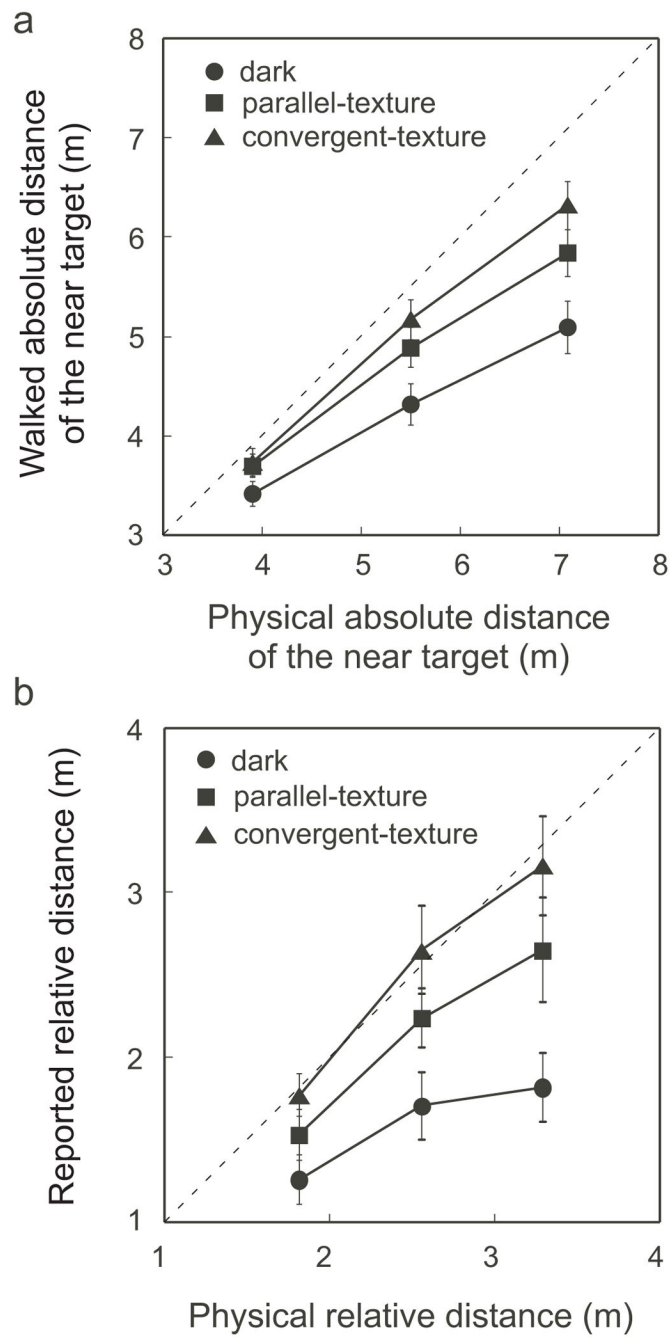 a
8
7
6
5
4
3
dark
parallel-texture
convergent-texture
Walked absolute distance
of the near target (m)
3 4 5 6 7 8
Physical absolute distance
of the near target (m)
b
4
3
2
1
dark
parallel-texture
convergent-texture
Reported relative distance (m)
1 2 3 4
Physical relative distance (m)